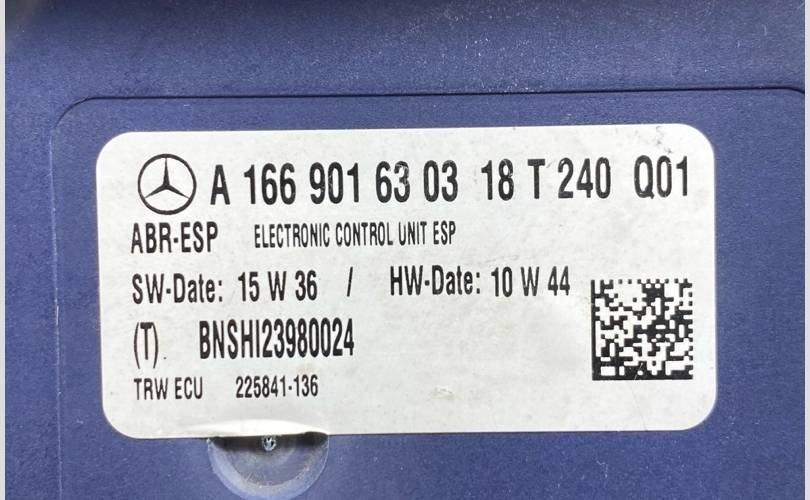 A 166 901 63 03 18 T 240 Q01
ABR-ESP ELECTRONIC CONTROL UNIT ESP
SW-Date: 15 W 36 / HW-Date: 10 W 44
(T). BNSHI23980024
TRW ECU 225841-136